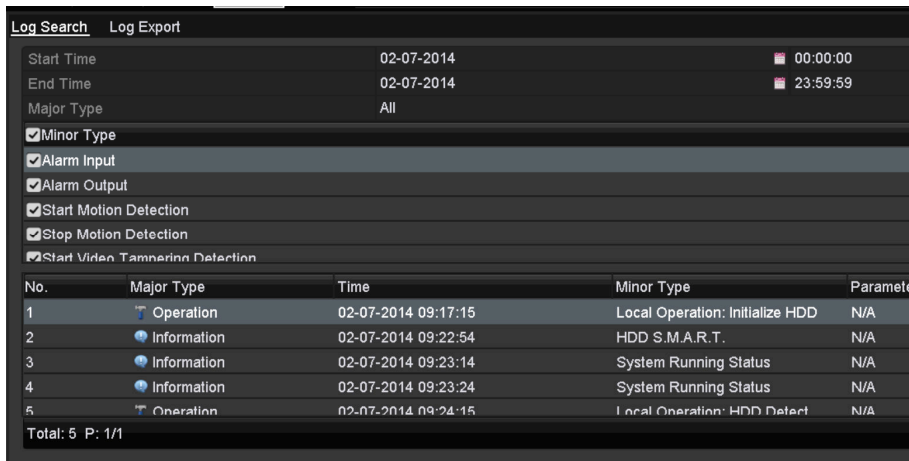 Log Search Log Export
Start Time 02-07-2014 00:00:00
End Time 02-07-2014 23:59:59
Major Type All
Minor Type
Alarm Input
Alarm Output
Start Motion Detection
Stop Motion Detection
Start Video Tampering Detection
No. Major Type Time Minor Type Paramete
1 Operation 02-07-2014 09:17:15 Local Operation: Initialize HDD N/A
2 Information 02-07-2014 09:22:54 HDD S.M.A.R.T. N/A
3 Information 02-07-2014 09:23:14 System Running Status N/A
4 Information 02-07-2014 09:23:24 System Running Status N/A
5 Operation 02-07-2014 09:24:15 Local Operation: HDD Detect N/A
Total: 5 P: 1/1